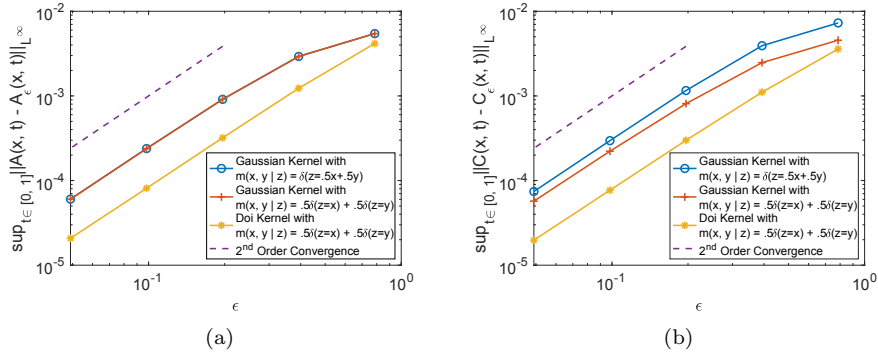 sup_{t∈ [0, 1]}||A(x, t) - A_ϵ(x, t)||_{L^∞}
10^{-2}
10^{-3}
10^{-4}
10^{-5}
Gaussian Kernel with
m(x, y | z) = δ(z=.5x+.5y)
Gaussian Kernel with
m(x, y | z) = .5δ(z=x) + .5δ(z=y)
Doi Kernel with
m(x, y | z) = .5δ(z=x) + .5δ(z=y)
2^{nd} Order Convergence
10^{-1}
10^{0}
ϵ
(a)
sup_{t∈ [0, 1]}||C(x, t) - C_ϵ(x, t)||_{L^∞}
10^{-2}
10^{-3}
10^{-4}
10^{-5}
Gaussian Kernel with
m(x, y | z) = δ(z=.5x+.5y)
Gaussian Kernel with
m(x, y | z) = .5δ(z=x) + .5δ(z=y)
Doi Kernel with
m(x, y | z) = .5δ(z=x) + .5δ(z=y)
2^{nd} Order Convergence
10^{-1}
10^{0}
ϵ
(b)